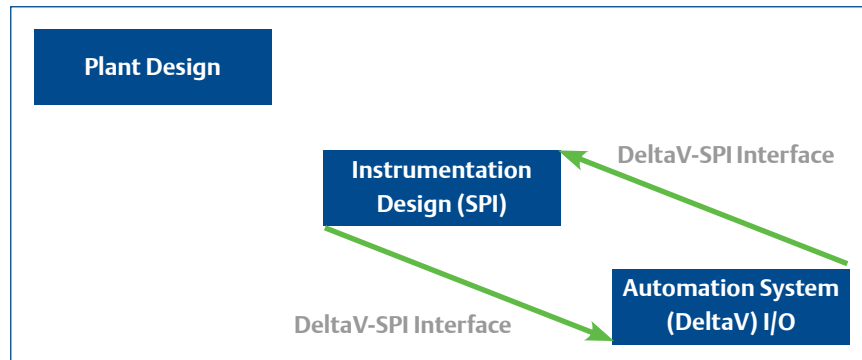 Plant Design
DeltaV-SPI Interface
Instrumentation
Design (SPI)
Automation System
(DeltaV) I/O
DeltaV-SPI Interface